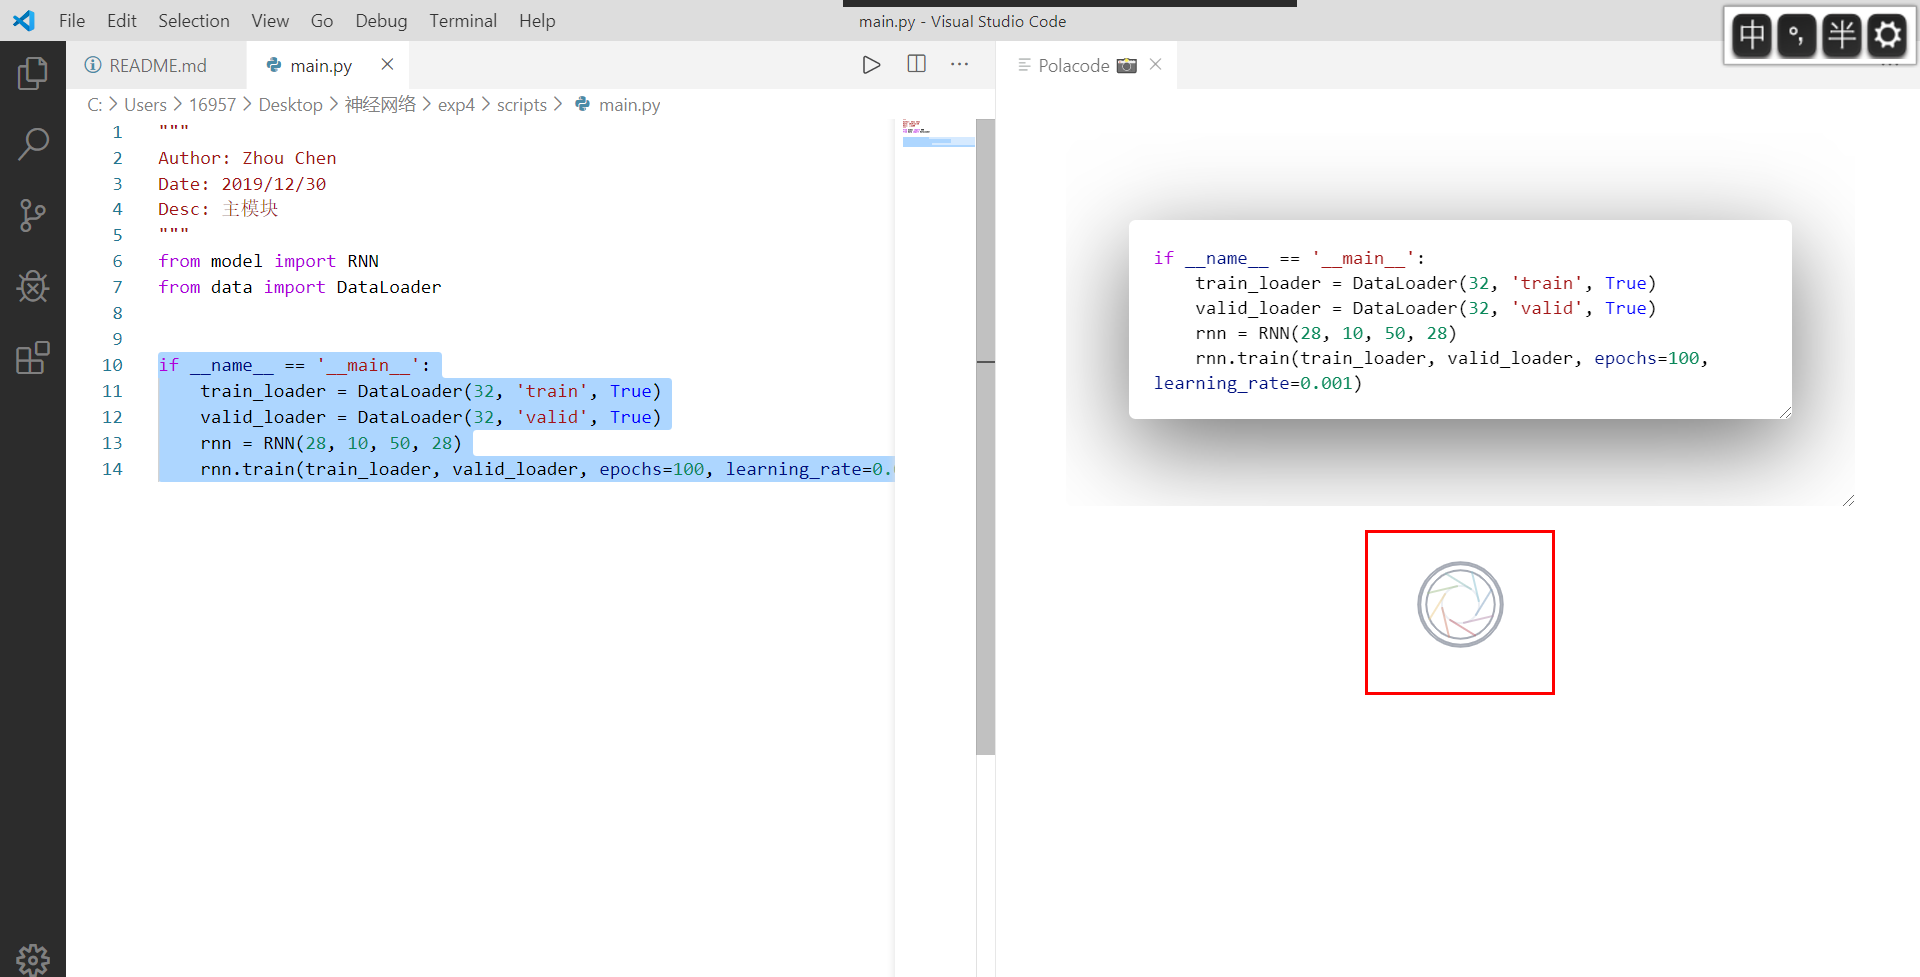 File Edit Selection View Go Debug Terminal Help
main.py - Visual Studio Code
中 °, 半
README.md
main.py
Polacode
C: > Users > 16957 > Desktop > 神经网络 > exp4 > scripts > main.py
1 """
2 Author: Zhou Chen
3 Date: 2019/12/30
4 Desc: 主模块
5 """
6 from model import RNN
7 from data import DataLoader
8
9
10 if __name__ == '__main__':
11 train_loader = DataLoader(32, 'train', True)
12 valid_loader = DataLoader(32, 'valid', True)
13 rnn = RNN(28, 10, 50, 28)
14 rnn.train(train_loader, valid_loader, epochs=100, learning_rate=0.
if __name__ == '__main__':
train_loader = DataLoader(32, 'train', True)
valid_loader = DataLoader(32, 'valid', True)
rnn = RNN(28, 10, 50, 28)
rnn.train(train_loader, valid_loader, epochs=100,
learning_rate=0.001)